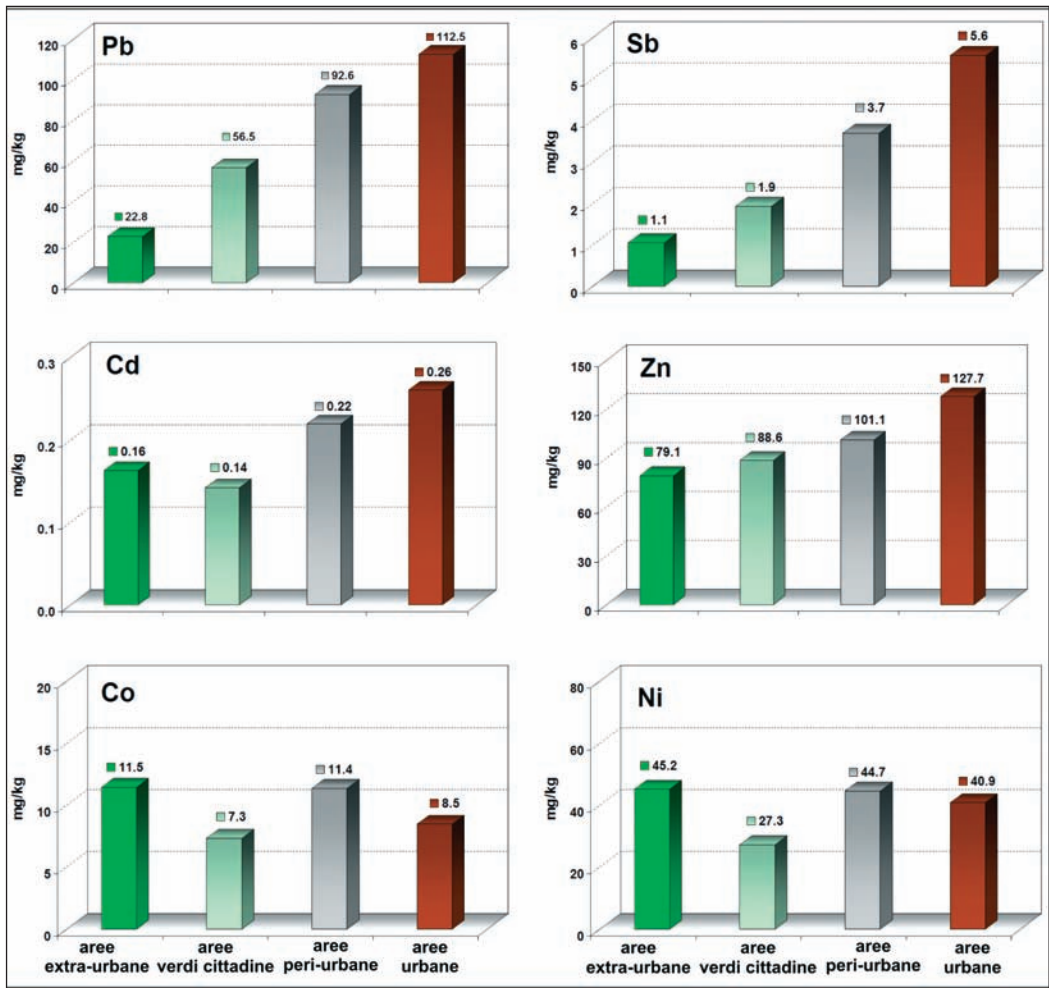 Pb
mg/kg
120
100
80
60
40
20
0
22.8
56.5
92.6
112.5
Sb
mg/kg
6
5
4
3
2
1
0
1.1
1.9
3.7
5.6
Cd
mg/kg
0.3
0.2
0.1
0.0
0.16
0.14
0.22
0.26
Zn
mg/kg
150
120
90
60
30
0
79.1
88.6
101.1
127.7
Co
mg/kg
20
15
10
5
0
11.5
7.3
11.4
8.5
aree
extra-urbane
aree
verdi cittadine
aree
peri-urbane
aree
urbane
Ni
mg/kg
80
60
40
20
0
45.2
27.3
44.7
40.9
aree
extra-urbane
aree
verdi cittadine
aree
peri-urbane
aree
urbane